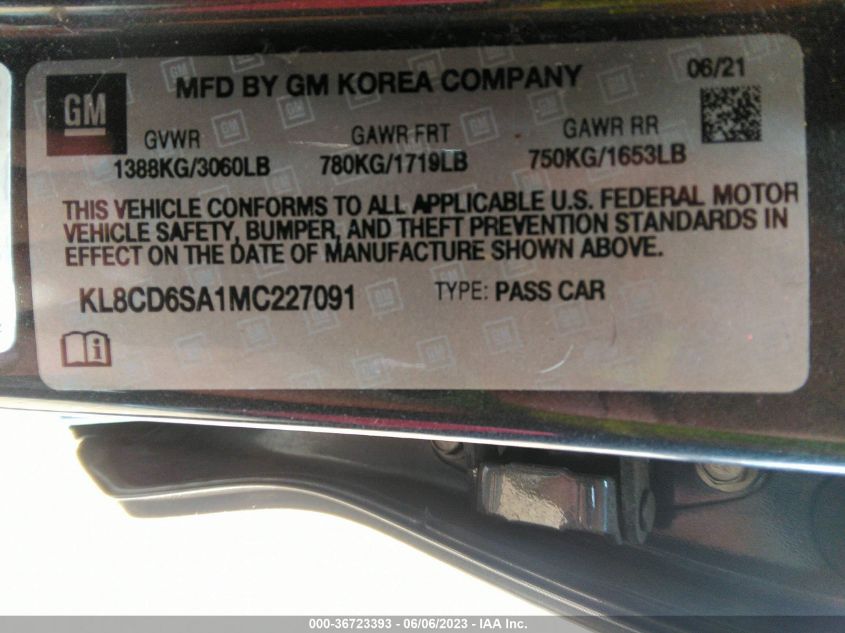 GM
MFD BY GM KOREA COMPANY 06/21
GVWR GAWR FRT GAWR RR
1388KG/3060LB 780KG/1719LB 750KG/1653LB
THIS VEHICLE CONFORMS TO ALL APPLICABLE U.S. FEDERAL MOTOR
VEHICLE SAFETY, BUMPER, AND THEFT PREVENTION STANDARDS IN
EFFECT ON THE DATE OF MANUFACTURE SHOWN ABOVE.
KL8CD6SA1MC227091 TYPE: PASS CAR
000-36723393 - 06/06/2023 - IAA Inc.